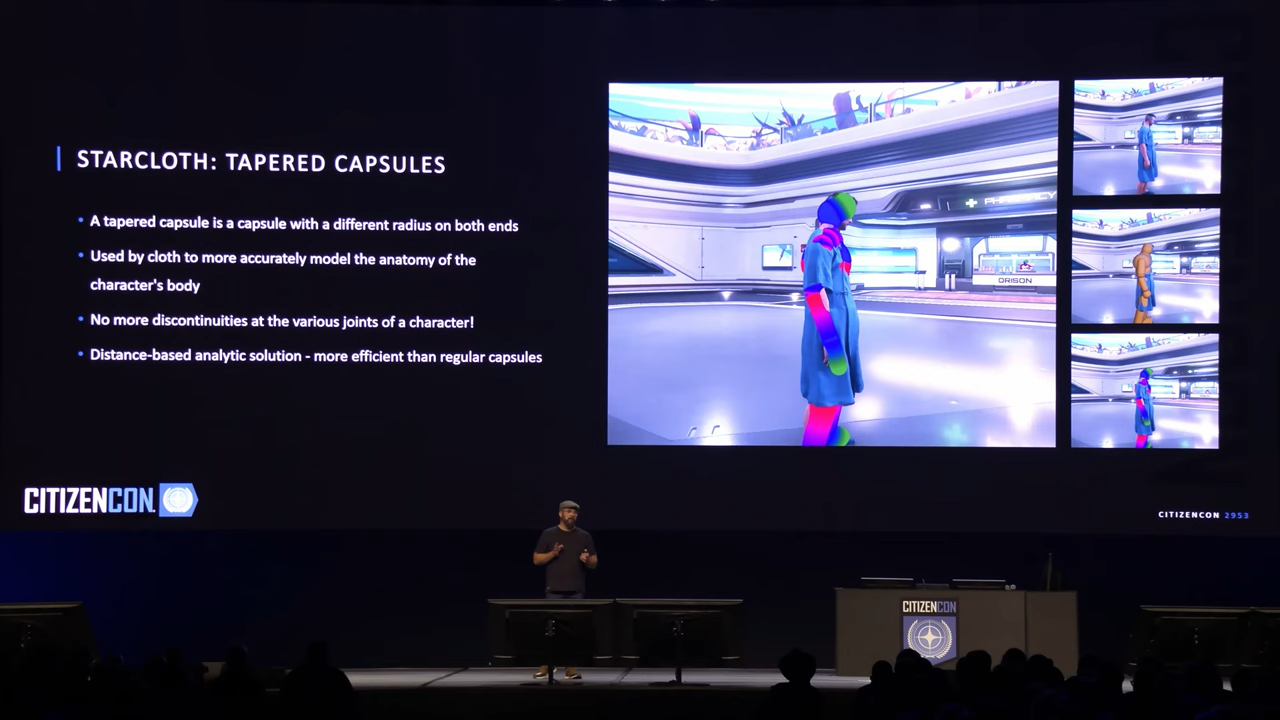 STARCLOTH: TAPERED CAPSULES
• A tapered capsule is a capsule with a different radius on both ends
• Used by cloth to more accurately model the anatomy of the
character's body
• No more discontinuities at the various joints of a character!
• Distance-based analytic solution - more efficient than regular capsules
PHARMACY
ORISON
CITIZENCON
CITIZENCON 2953
CITIZENCON